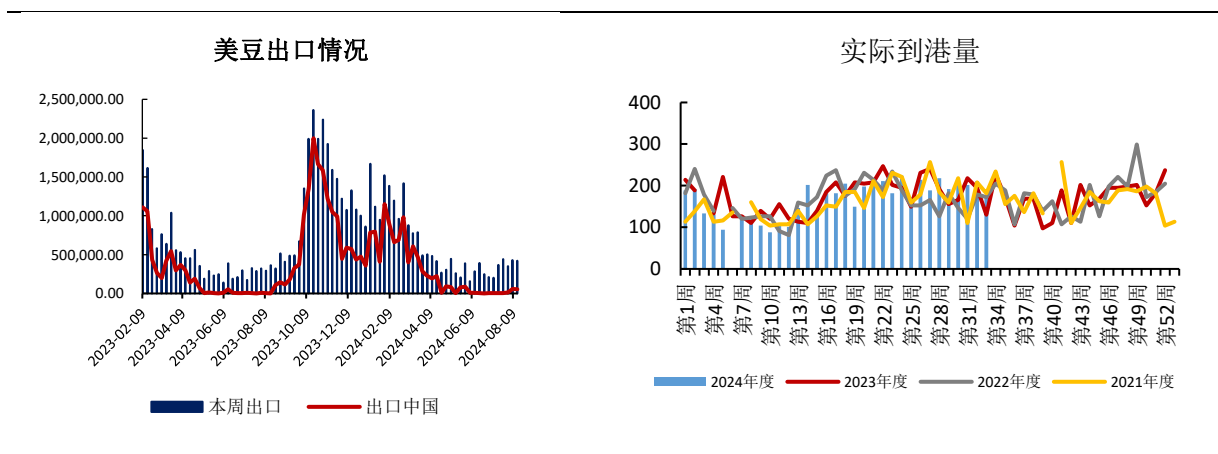 美豆出口情况
2,500,000.00
2,000,000.00
1,500,000.00
1,000,000.00
500,000.00
0.00
2023-02-09
2023-04-09
2023-06-09
2023-08-09
2023-10-09
2023-12-09
2024-02-09
2024-04-09
2024-06-09
2024-08-09
本周出口
出口中国
实际到港量
400
300
200
100
0
第1周
第4周
第7周
第10周
第13周
第16周
第19周
第22周
第25周
第28周
第31周
第34周
第37周
第40周
第43周
第46周
第49周
第52周
2024年度
2023年度
2022年度
2021年度